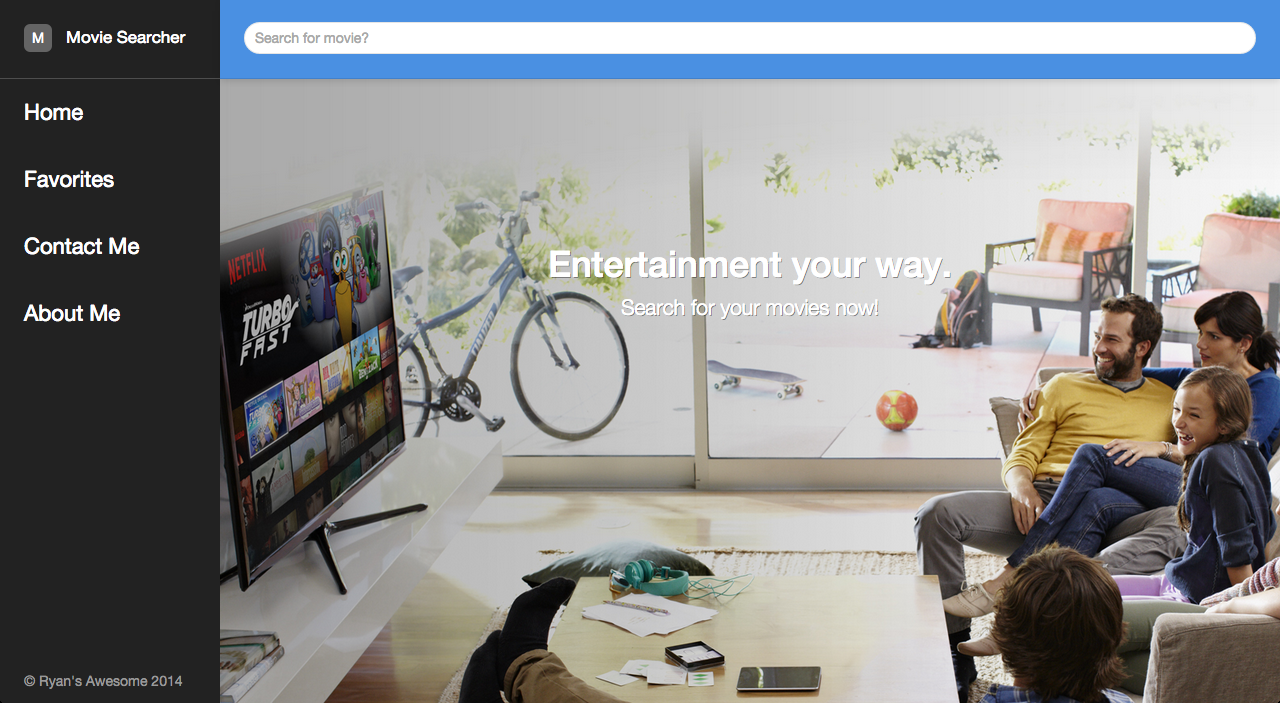 M Movie Searcher
Search for movie?
Home
Favorites
Contact Me
About Me
Entertainment your way.
Search for your movies now!
NETFLIX
TURBO
FAST
© Ryan's Awesome 2014